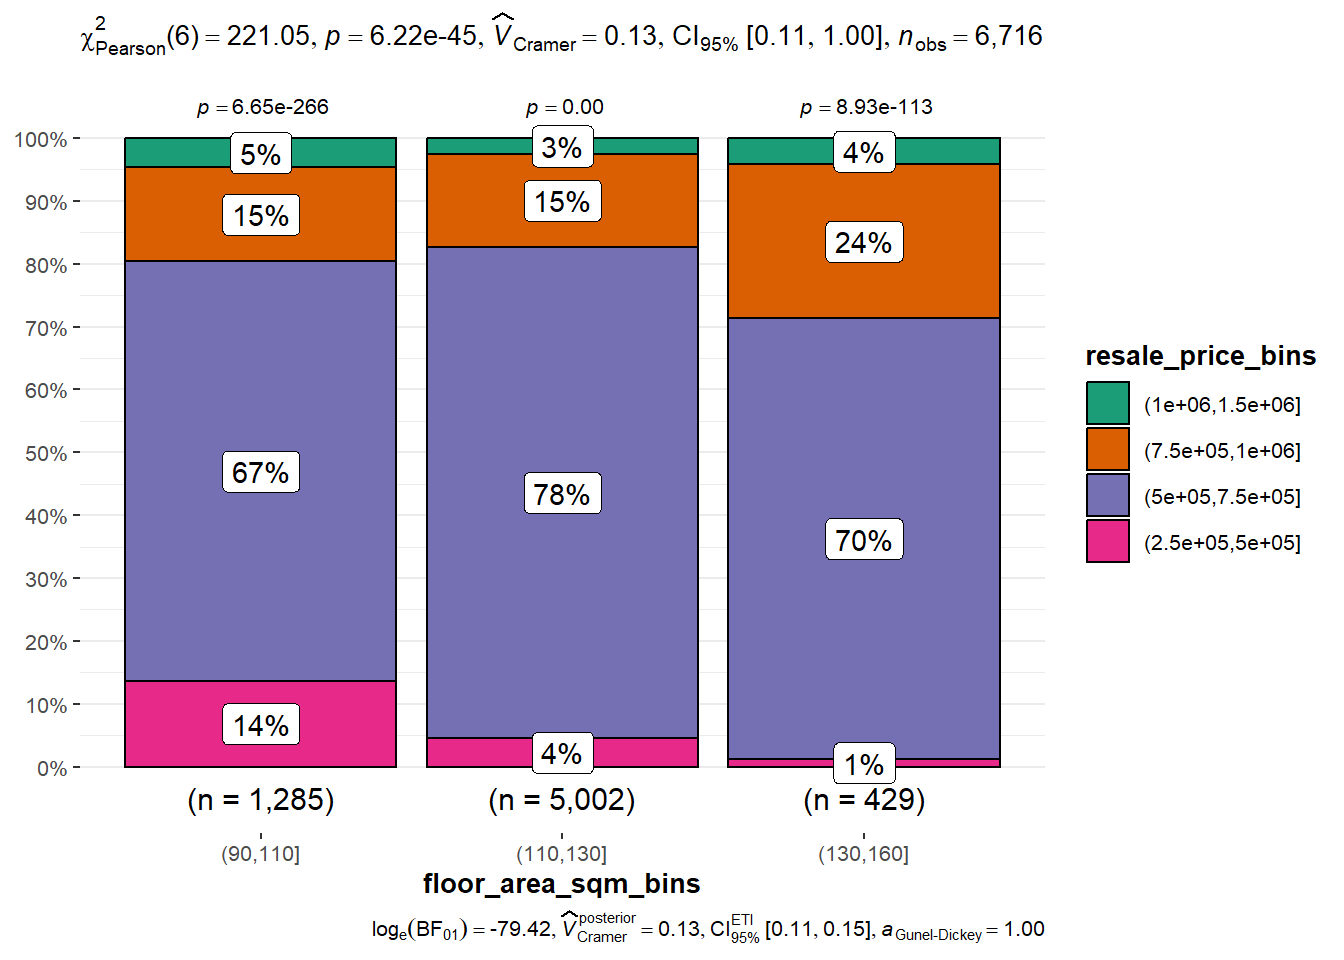 χ²Pearson(6) = 221.05, p = 6.22e-45, V̂Cramer = 0.13, CI95% [0.11, 1.00], nobs = 6,716
p = 6.65e-266 p = 0.00 p = 8.93e-113
100%
90%
80%
70%
60%
50%
40%
30%
20%
10%
0%
5%
15%
67%
14%
3%
15%
78%
4%
4%
24%
70%
1%
(n = 1,285) (n = 5,002) (n = 429)
(90,110] (110,130] (130,160]
floor_area_sqm_bins
resale_price_bins
(1e+06,1.5e+06]
(7.5e+05,1e+06]
(5e+05,7.5e+05]
(2.5e+05,5e+05]
loge(BF01) = -79.42, V̂posteriorCramer = 0.13, CIETI95% [0.11, 0.15], aGunel-Dickey = 1.00